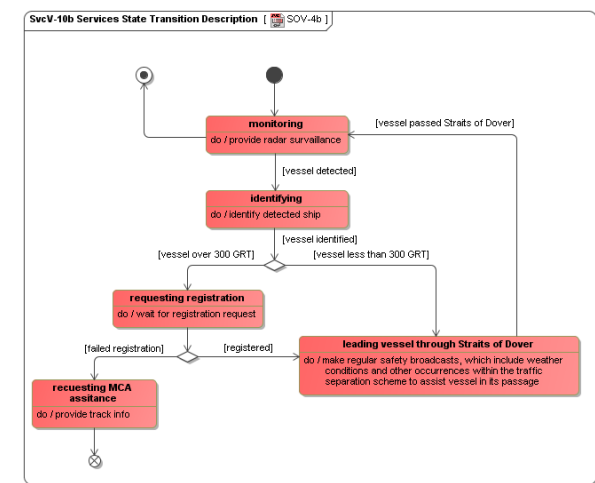 SvcV-10b Services State Transition Description [ SOV-4b ]
monitoring
do / provide radar survaillance
[vessel passed Straits of Dover]
[vessel detected]
identifying
do / identify detected ship
[vessel identified]
[vessel over 300 GRT]
[vessel less than 300 GRT]
requesting registration
do / wait for registration request
[failed registration]
[registered]
leading vessel through Straits of Dover
do / make regular safety broadcasts, which include weather
conditions and other occurrences within the traffic
separation scheme to assist vessel in its passage
recuesting MCA
assitance
do / provide track info